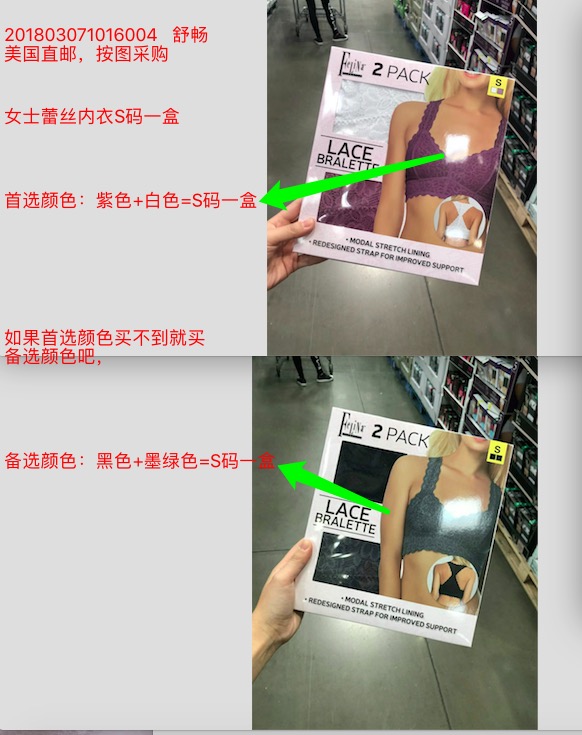 201803071016004 舒畅
美国直邮，按图采购
女士蕾丝内衣S码一盒
首选颜色：紫色+白色=S码一盒
2 PACK
S
LACE
BRALETTE
• MODAL STRETCH LINING
• REDESIGNED STRAP FOR IMPROVED SUPPORT
如果首选颜色买不到就买
备选颜色吧，
备选颜色：黑色+墨绿色=S码一盒
2 PACK
S
LACE
BRALETTE
• MODAL STRETCH LINING
• REDESIGNED STRAP FOR IMPROVED SUPPORT